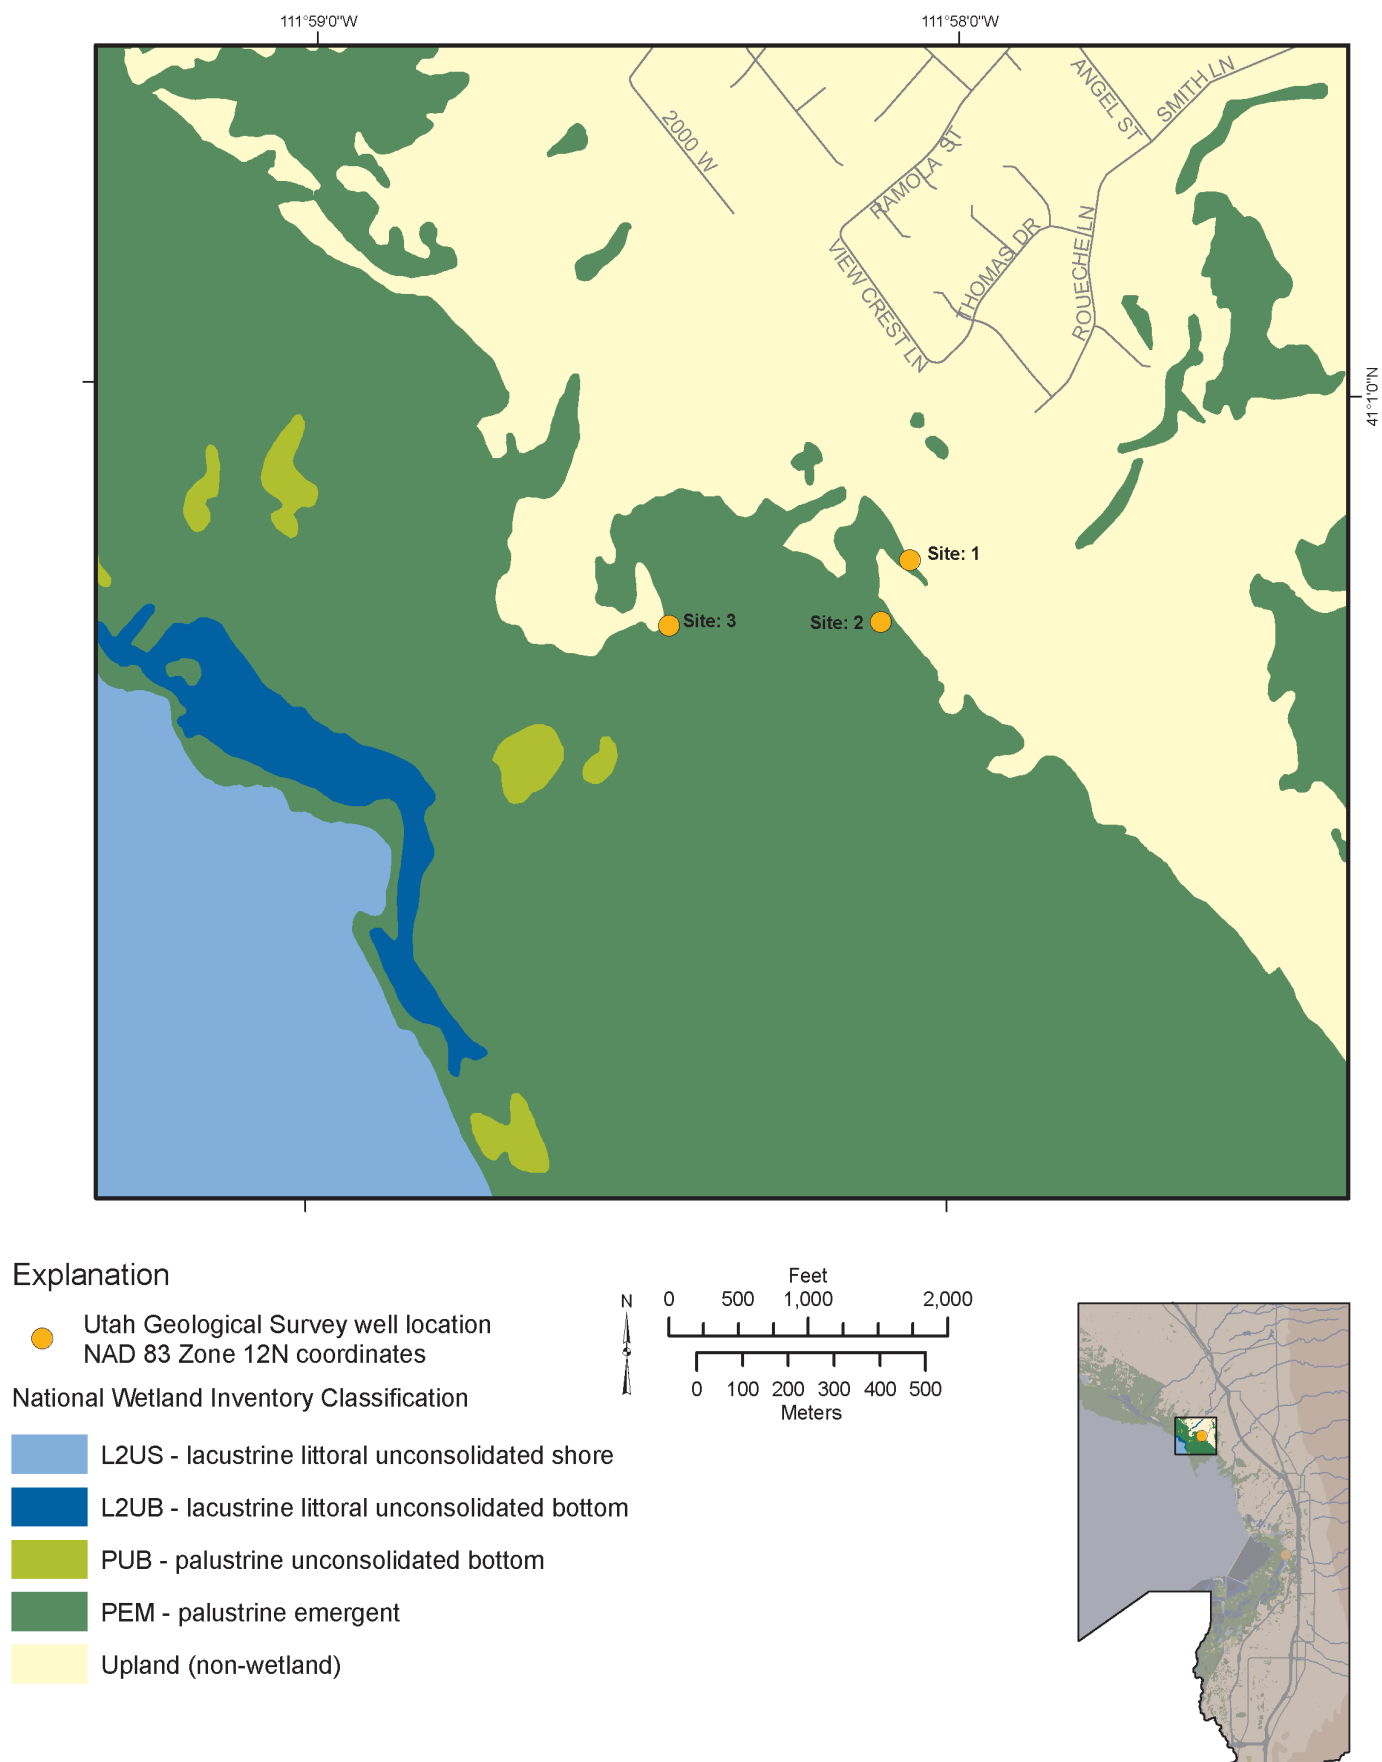 111°59'0"W
111°58'0"W
ANGEL ST
SMITH LN
2000 W
RAMOLA ST
THOMAS DR
ROUECHE LN
VIEW CREST LN
41°1'0"N
Site: 1
Site: 3
Site: 2
Explanation
Utah Geological Survey well location
NAD 83 Zone 12N coordinates
National Wetland Inventory Classification
L2US - lacustrine littoral unconsolidated shore
L2UB - lacustrine littoral unconsolidated bottom
PUB - palustrine unconsolidated bottom
PEM - palustrine emergent
Upland (non-wetland)
N
Feet
0 500 1,000 2,000
0 100 200 300 400 500
Meters